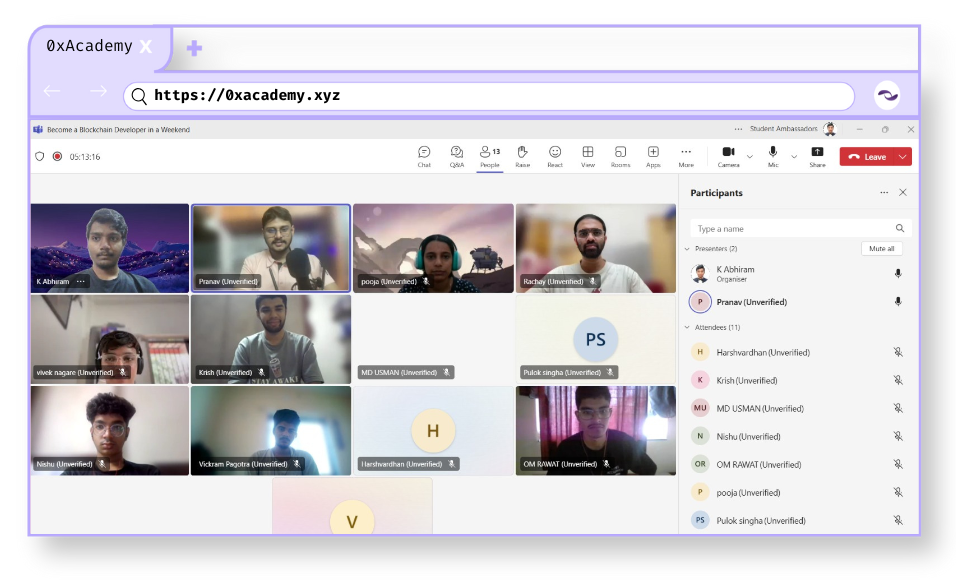 0xAcademy X
https://0xacademy.xyz
Become a Blockchain Developer in a Weekend
Student Ambassadors
05:13:16
Chat
Q&A
13
People
Raise
React
View
Rooms
Apps
More
Camera
Mic
Share
Leave
K Abhiram
Pranav (Unverified)
pooja (Unverified)
Rachay (Unverified)
vivek nagare (Unverified)
Krish (Unverified)
MD USMAN (Unverified)
PS
Pulok singha (Unverified)
Nishu (Unverified)
Vickram Pagotra (Unverified)
H
Harshvardhan (Unverified)
OM RAWAT (Unverified)
V
Participants
Type a name
Presenters (2)
Mute all
K Abhiram
Organiser
P
Pranav (Unverified)
Attendees (11)
H
Harshvardhan (Unverified)
K
Krish (Unverified)
MU
MD USMAN (Unverified)
N
Nishu (Unverified)
OR
OM RAWAT (Unverified)
P
pooja (Unverified)
PS
Pulok singha (Unverified)